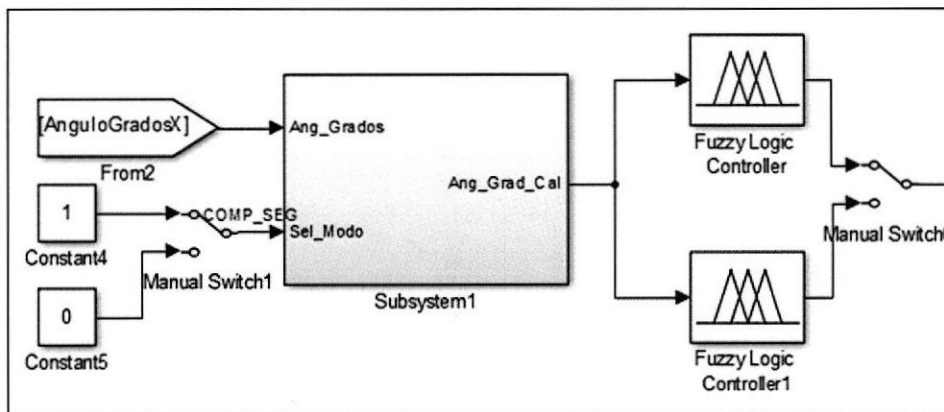 [AnguloGradosX]
From2
1
Constant4
0
Constant5
COMP_SEG
Manual Switch1
Ang_Grados
Sel_Modo
Ang_Grad_Cal
Subsystem1
Fuzzy Logic
Controller
Fuzzy Logic
Controller1
Manual Switch